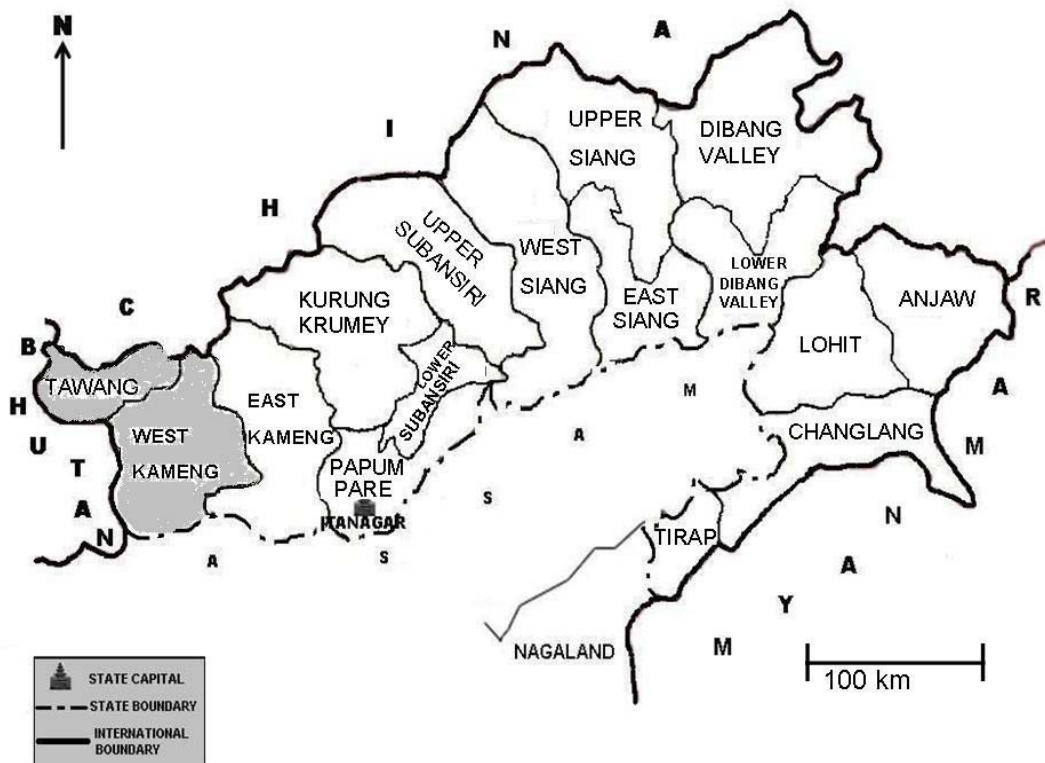 N
C H I N A
UPPER
SIANG
DIBANG
VALLEY
UPPER
SUBANSIRI
WEST
SIANG
LOWER
DIBANG
VALLEY
EAST
SIANG
KURUNG
KRUMEY
ANJAW
LOHIT
B H U T A N
TAWANG
LOWER
SUBANSIRI
EAST
KAMENG
WEST
KAMENG
CHANGLANG
PAPUM
PARE
ITANAGAR
A S S A M
TIRAP
M Y A N M A R
NAGALAND
100 km
STATE CAPITAL
STATE BOUNDARY
INTERNATIONAL
BOUNDARY